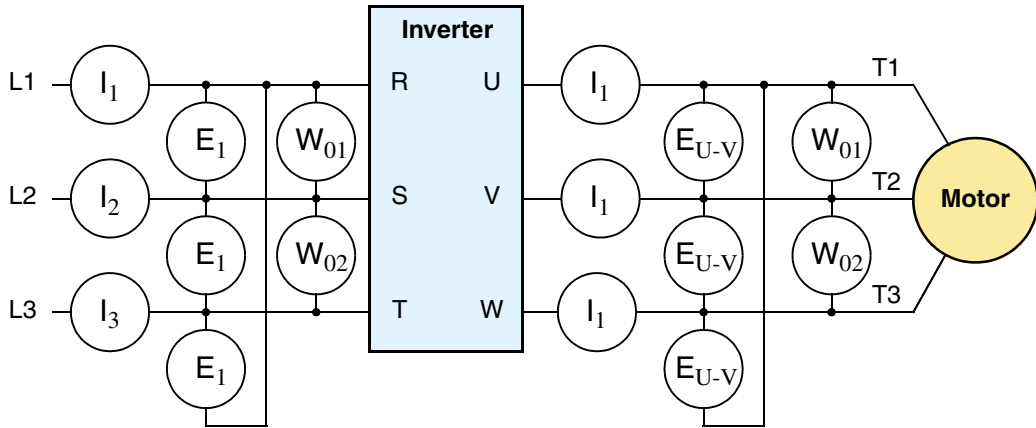 Inverter
L1 I1 R U I1 T1
E1 W01 EU-V W01
L2 I2 S V I1 T2 Motor
E1 W02 EU-V W02
L3 I3 T W I1 T3
E1 EU-V